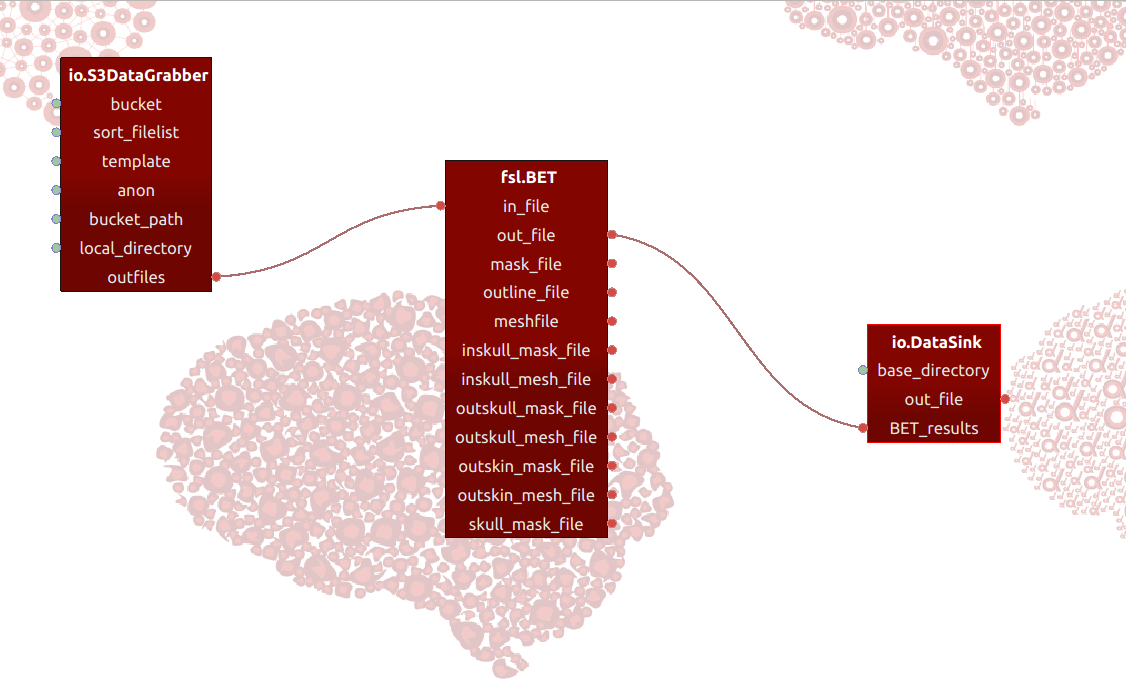 io.S3DataGrabber
bucket
sort_filelist
template
anon
bucket_path
local_directory
outfiles
fsl.BET
in_file
out_file
mask_file
outline_file
meshfile
inskull_mask_file
inskull_mesh_file
outskull_mask_file
outskull_mesh_file
outskin_mask_file
outskin_mesh_file
skull_mask_file
io.DataSink
base_directory
out_file
BET_results